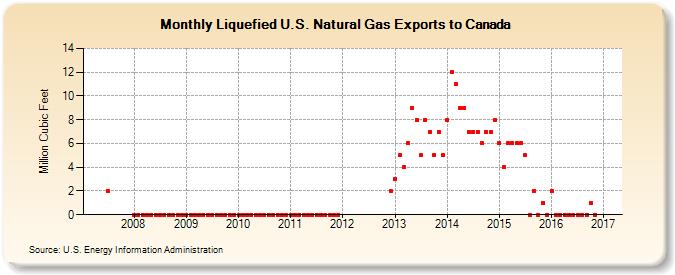 Monthly Liquefied U.S. Natural Gas Exports to Canada
Million Cubic Feet
14
12
10
8
6
4
2
0
2008 2009 2010 2011 2012 2013 2014 2015 2016 2017
Source: U.S. Energy Information Administration